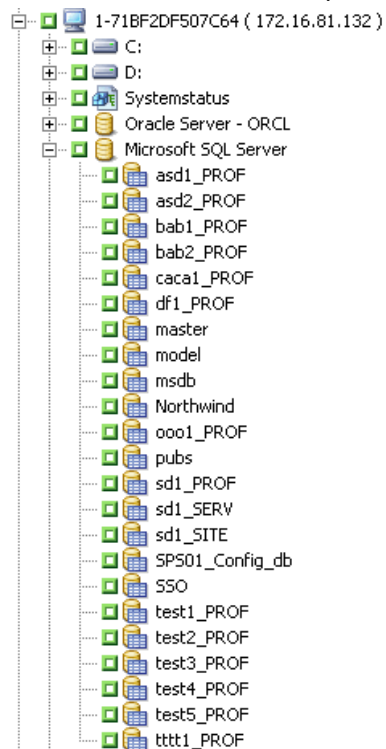 1-71BF2DF507C64 ( 172.16.81.132 )
C:
D:
Systemstatus
Oracle Server - ORCL
Microsoft SQL Server
asd1_PROF
asd2_PROF
bab1_PROF
bab2_PROF
caca1_PROF
df1_PROF
master
model
msdb
Northwind
ooo1_PROF
pubs
sd1_PROF
sd1_SERV
sd1_SITE
SPS01_Config_db
SSO
test1_PROF
test2_PROF
test3_PROF
test4_PROF
test5_PROF
tttt1_PROF